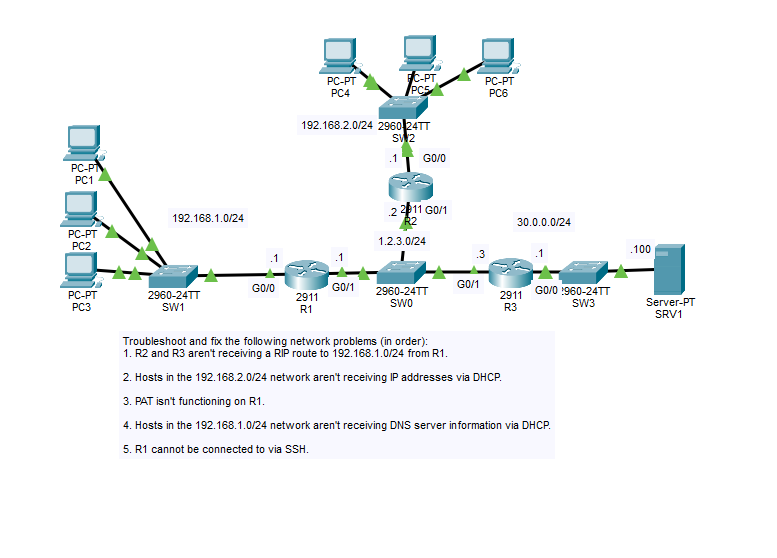 PC-PT
PC4
PC-PT
PC5
PC-PT
PC6
192.168.2.0/24
2960-24TT
SW2
.1
G0/0
PC-PT
PC1
192.168.1.0/24
.2
2911
G0/1
R2
30.0.0.0/24
PC-PT
PC2
1.2.3.0/24
.1
.1
.3
.1
.100
PC-PT
PC3
2960-24TT
SW1
G0/0
2911
R1
G0/1
2960-24TT
SW0
G0/1
2911
R3
G0/0
2960-24TT
SW3
Server-PT
SRV1
Troubleshoot and fix the following network problems (in order):
1. R2 and R3 aren't receiving a RIP route to 192.168.1.0/24 from R1.
2. Hosts in the 192.168.2.0/24 network aren't receiving IP addresses via DHCP.
3. PAT isn't functioning on R1.
4. Hosts in the 192.168.1.0/24 network aren't receiving DNS server information via DHCP.
5. R1 cannot be connected to via SSH.